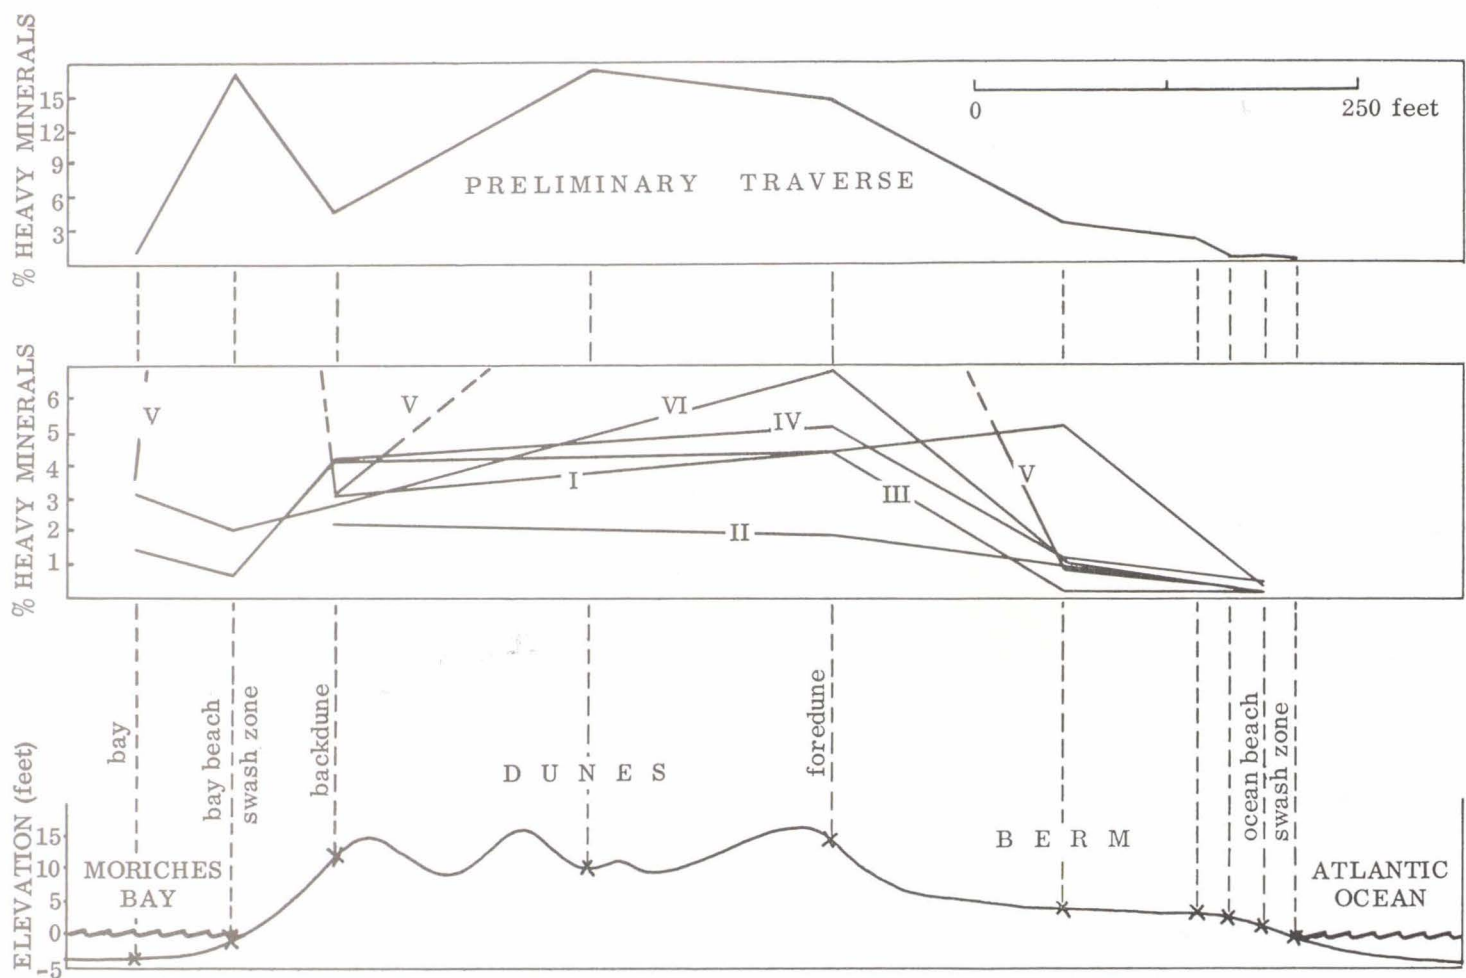 % HEAVY MINERALS
15
12
9
6
3
PRELIMINARY TRAVERSE
0
250 feet
% HEAVY MINERALS
6
5
4
3
2
1
V
V
VI
IV
I
III
II
V
ELEVATION (feet)
15
10
5
0
-5
bay
bay beach
swash zone
backdune
DUNES
foredune
BERM
ocean beach
swash zone
MORICHES
BAY
ATLANTIC
OCEAN